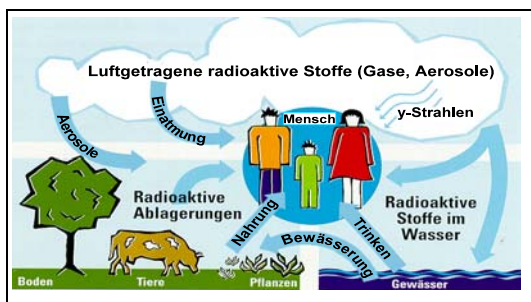 Luftgetragene radioaktive Stoffe (Gase, Aerosole)
Mensch
y-Strahlen
Einatmung
Aerosole
Radioaktive
Ablagerungen
Radioaktive
Stoffe im
Wasser
Nahrung
Trinken
Bewässerung
Boden
Tiere
Pflanzen
Gewässer